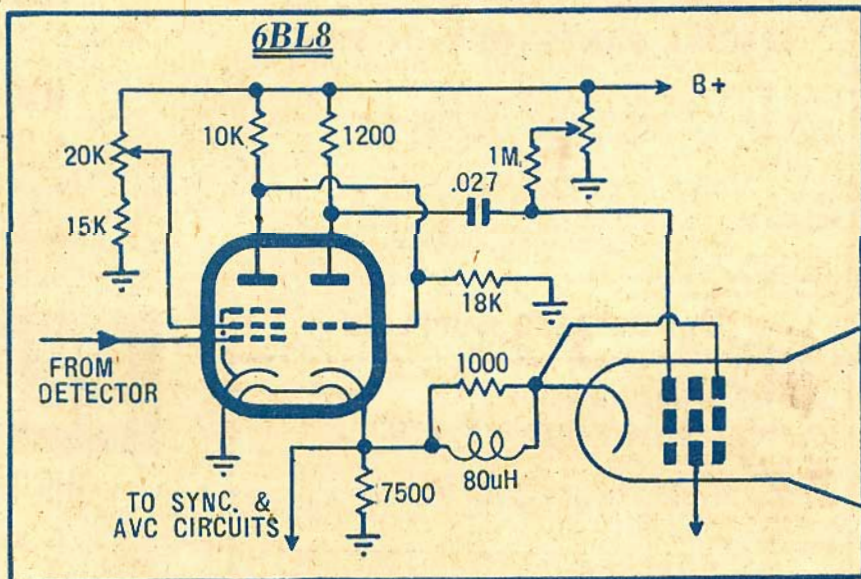 6BL8
B+
10K
1200
20K
1M.
.027
15K
18K
FROM
DETECTOR
1000
80uH
7500
TO SYNC. &
AVC CIRCUITS